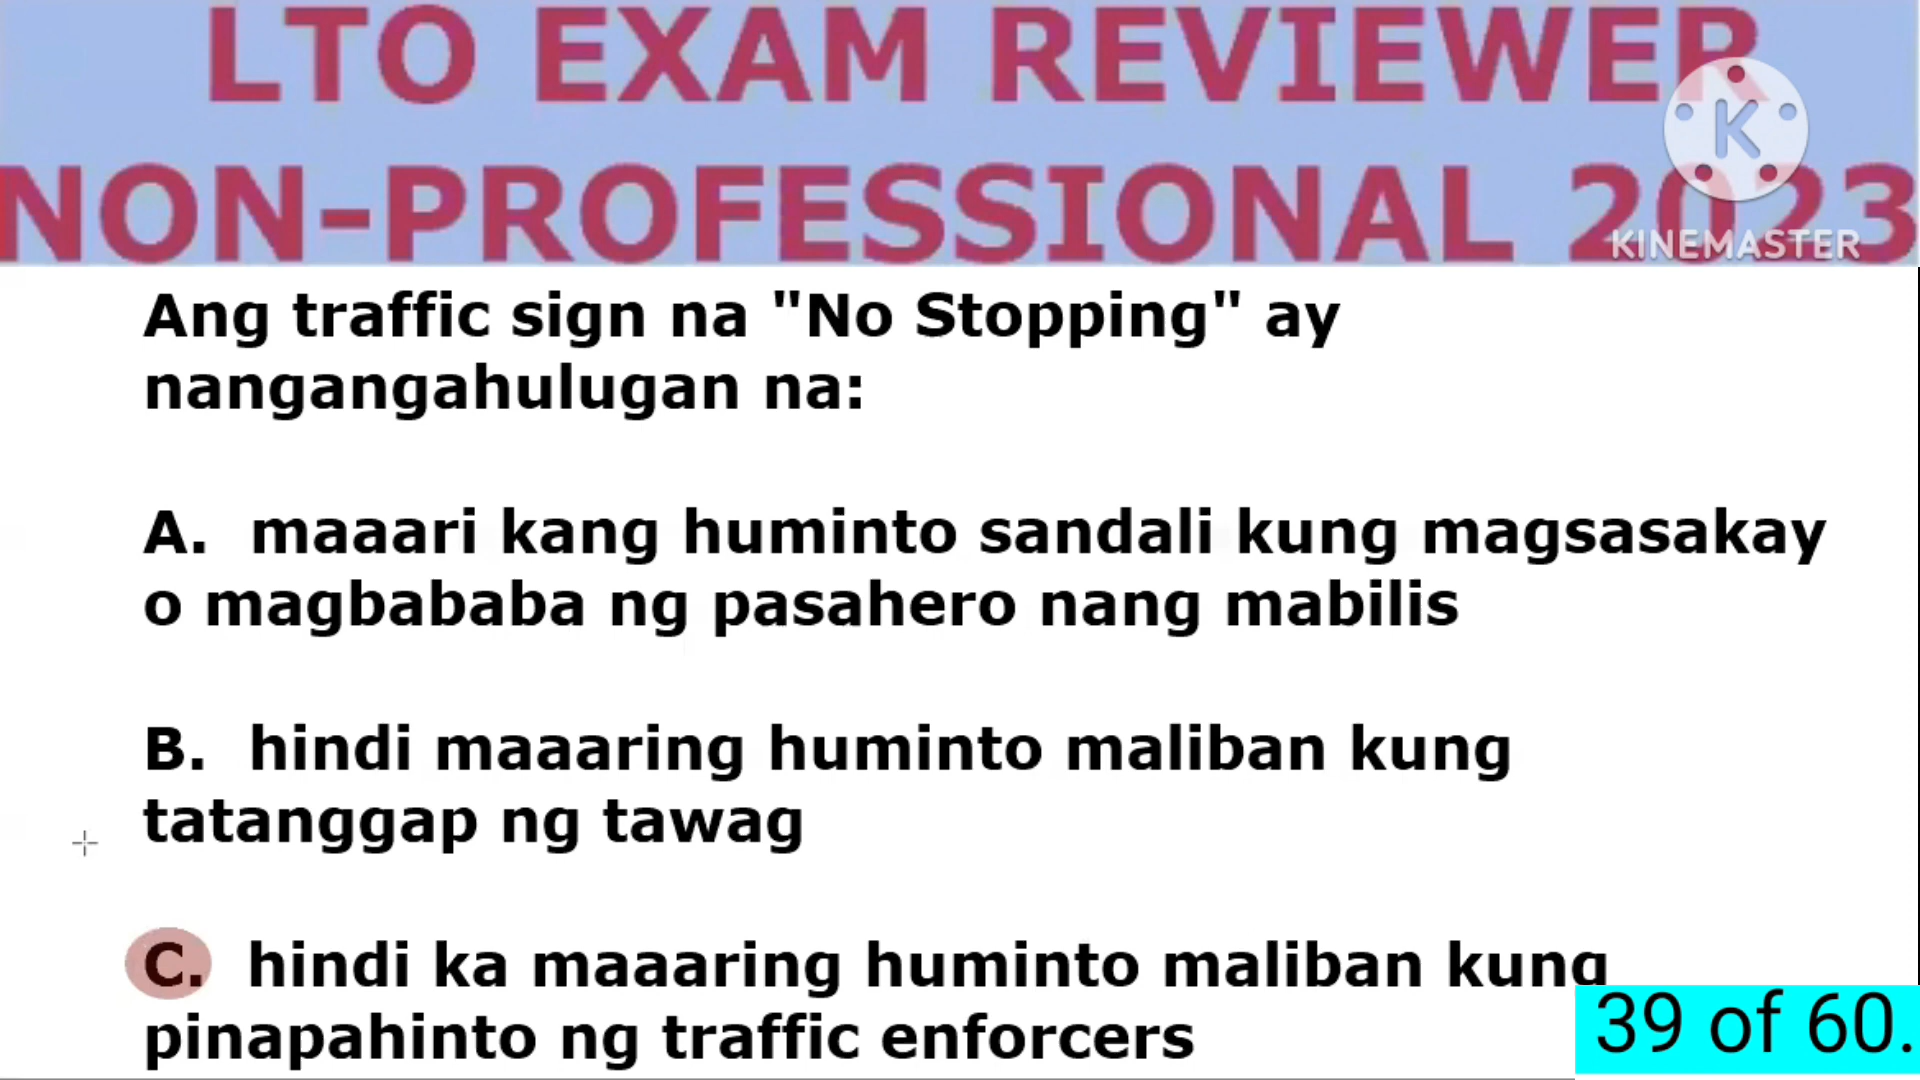 LTO EXAM REVIEWER
NON-PROFESSIONAL 2023
K
KINEMASTER
Ang traffic sign na "No Stopping" ay
nangangahulugan na:
A. maaari kang huminto sandali kung magsasakay
o magbababa ng pasahero nang mabilis
B. hindi maaaring huminto maliban kung
tatanggap ng tawag
C. hindi ka maaaring huminto maliban kung
pinapahinto ng traffic enforcers
39 of 60.